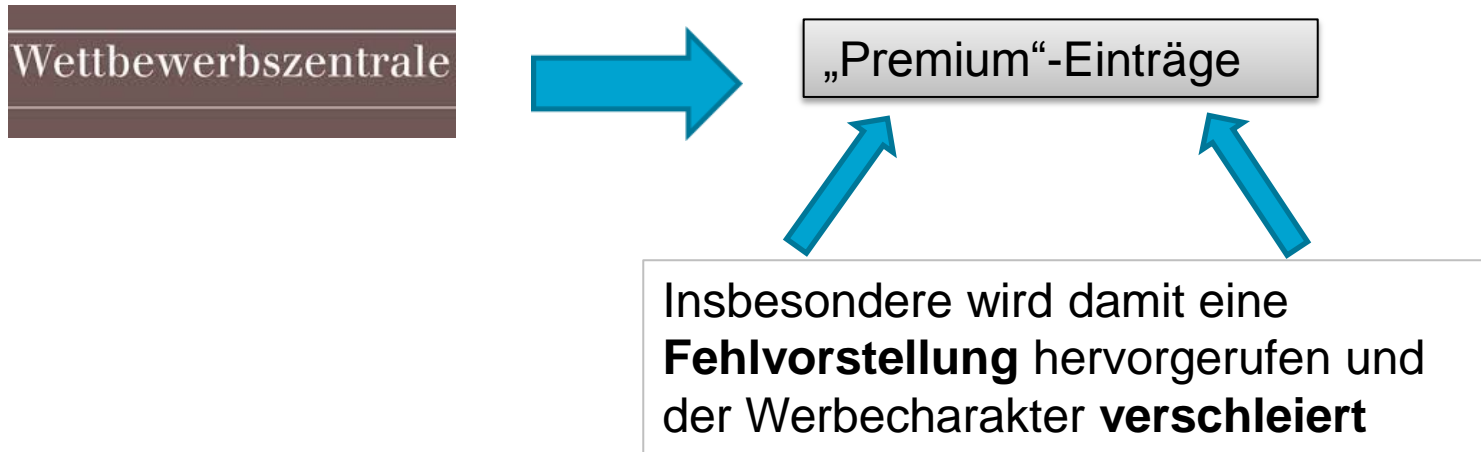 Wettbewerbszentrale
„Premium“-Einträge
Insbesondere wird damit eine
Fehlvorstellung hervorgerufen und
der Werbecharakter verschleiert